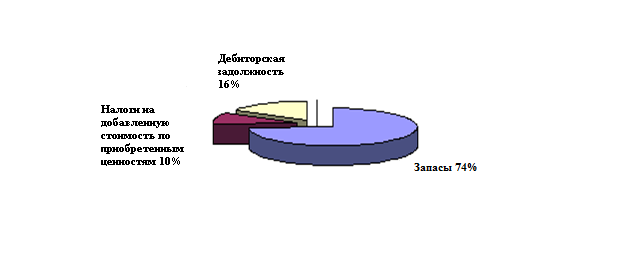 Дебиторская
задолжность
16%
Налоги на
добавленную
стоимость по
приобретенным
ценностям 10%
Запасы 74%